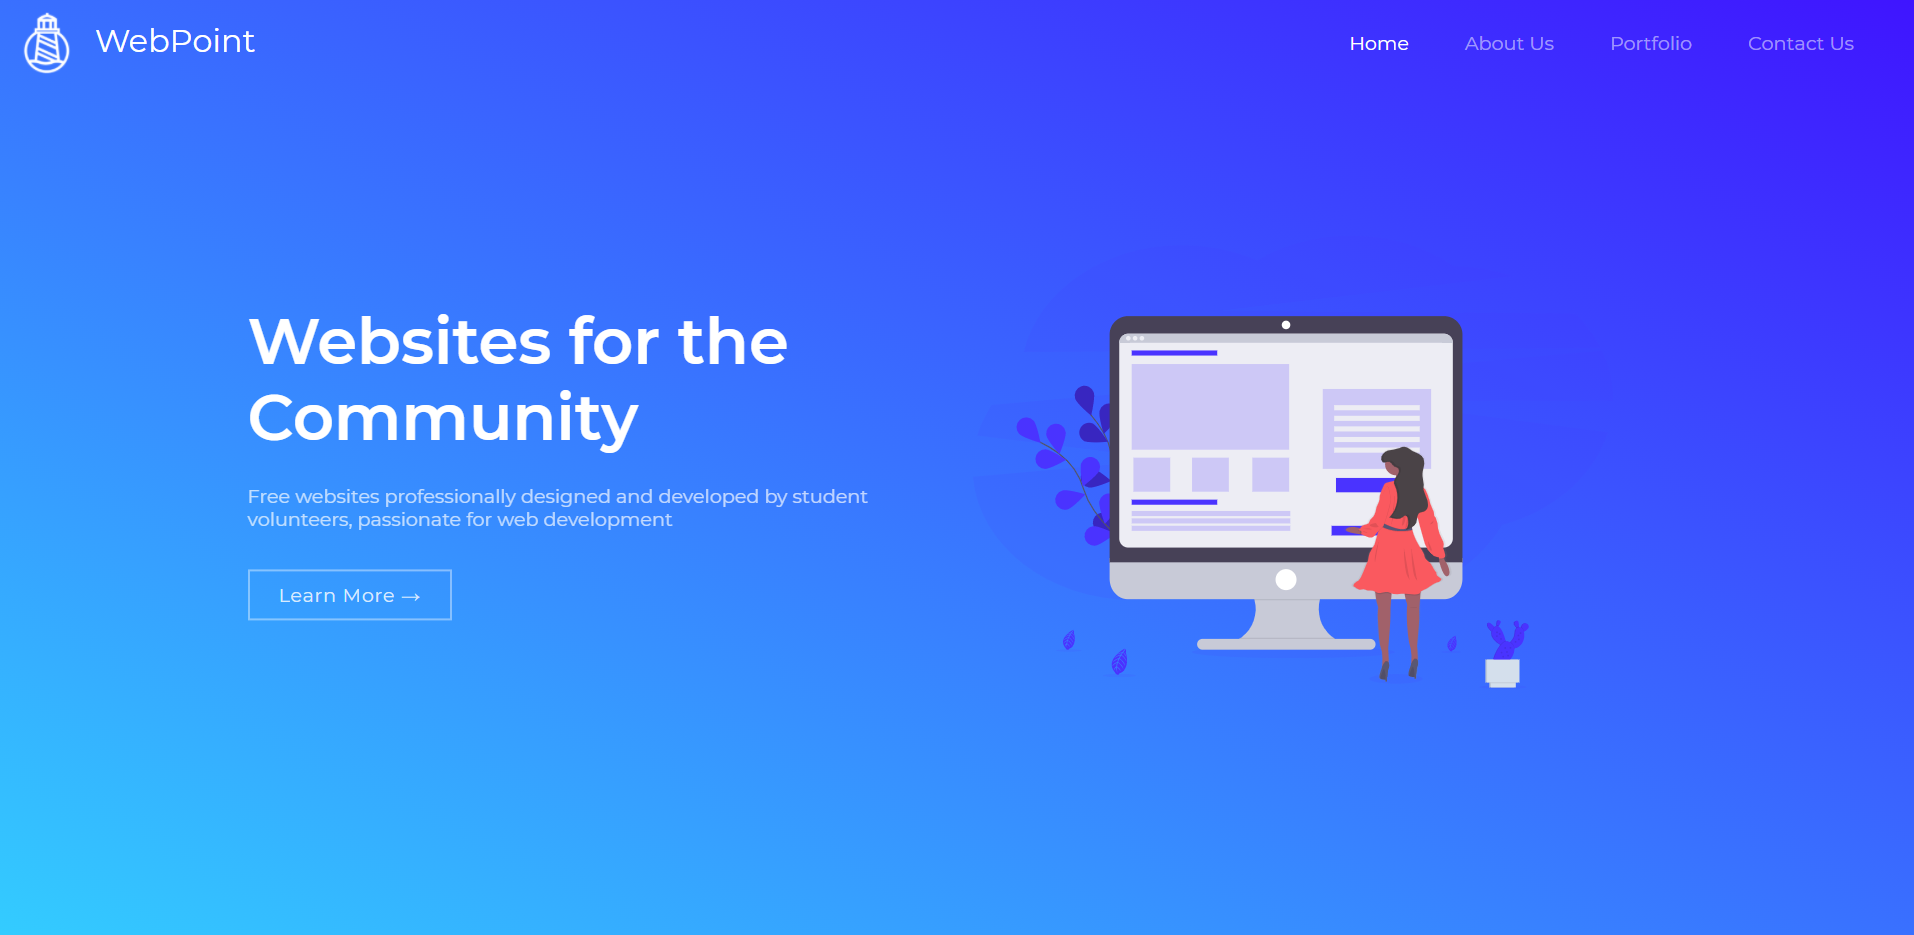 WebPoint
Home About Us Portfolio Contact Us
Websites for the
Community
Free websites professionally designed and developed by student
volunteers, passionate for web development
Learn More →